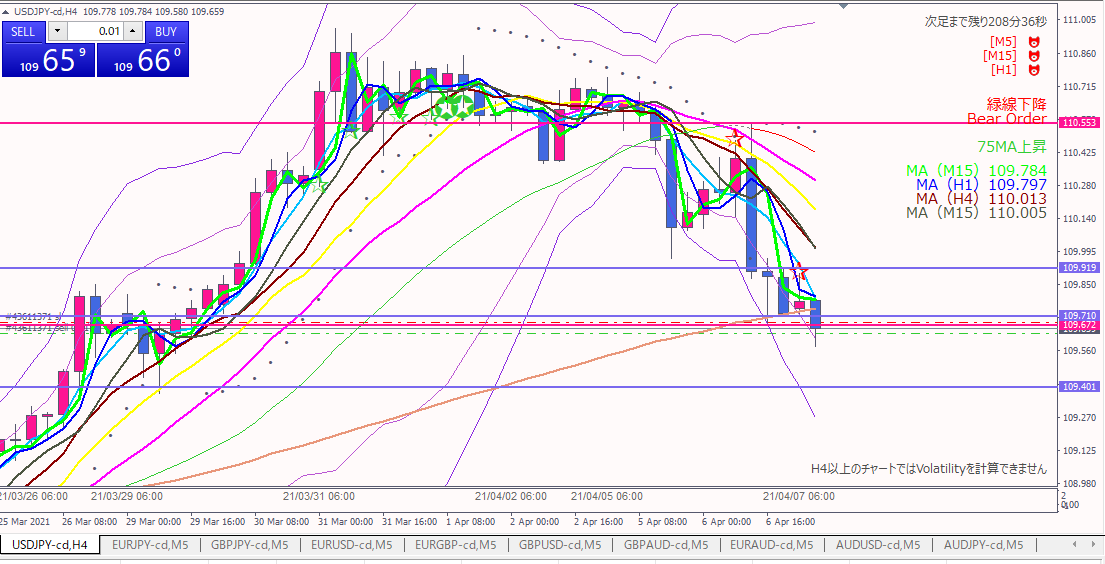 USDJPY-cd,H4 109.778 109.784 109.580 109.659
SELL 0.01 BUY
109 65 9
109 66 0
次足まで残り208分36秒
[M5]
[M15]
[H1]
緑線下降
Bear Order
75MA上昇
MA（M15）109.784
MA（H1）109.797
MA（H4）110.013
MA（M15）110.005
#43611371 sl
#43611371 sell
H4以上のチャートではVolatilityを計算できません
111.005
110.860
110.715
110.553
110.425
110.280
110.140
109.995
109.919
109.850
109.710
109.672
109.560
109.401
109.270
109.125
108.980
21/03/26 06:00 21/03/29 06:00 21/03/31 06:00 21/04/02 06:00 21/04/05 06:00 21/04/07 06:00
25 Mar 2021 26 Mar 08:00 29 Mar 00:00 29 Mar 16:00 30 Mar 08:00 31 Mar 00:00 31 Mar 16:00 1 Apr 08:00 2 Apr 00:00 2 Apr 16:00 5 Apr 08:00 6 Apr 00:00 6 Apr 16:00
USDJPY-cd,H4 EURJPY-cd,M5 GBPJPY-cd,M5 EURUSD-cd,M5 EURGBP-cd,M5 GBPUSD-cd,M5 GBPAUD-cd,M5 EURAUD-cd,M5 AUDUSD-cd,M5 AUDJPY-cd,M5